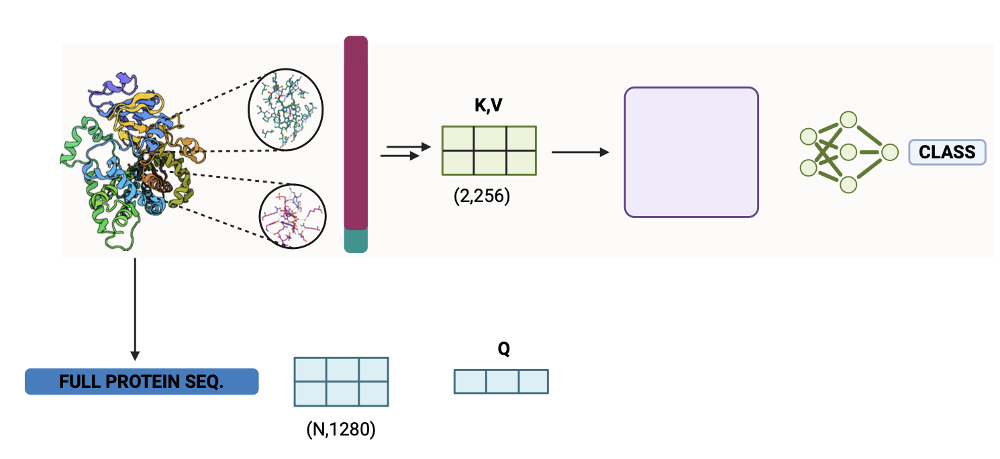 K,V
(2,256)
CLASS
Q
FULL PROTEIN SEQ.
(N,1280)